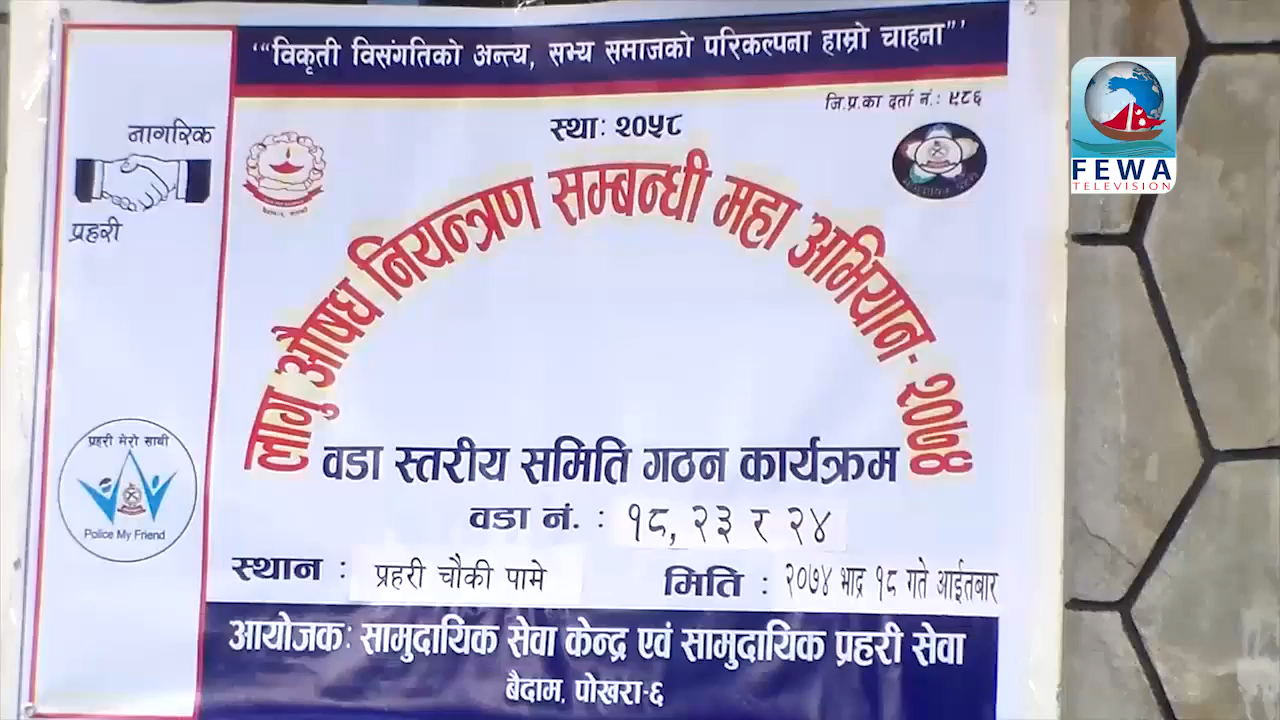 “विकृती विसंगतिको अन्त्य, सभ्य समाजको परिकल्पना हाम्रो चाहना”
जि.प्र.का दर्ता नं.: ९८६
स्था: २०५८
FEWA
TELEVISION
नागरिक
प्रहरी
लागु औषध नियन्त्रण सम्बन्धी महा अभियान- २०७४
वडा स्तरीय समिति गठन कार्यक्रम
वडा नं. : १८, २३ र २४
प्रहरी मेरो साथी
Police My Friend
स्थान : प्रहरी चौकी पामे
मिति : २०७४ भाद्र १८ गते आईतबार
आयोजक: सामुदायिक सेवा केन्द्र एवं सामुदायिक प्रहरी सेवा
बैदाम, पोखरा-६